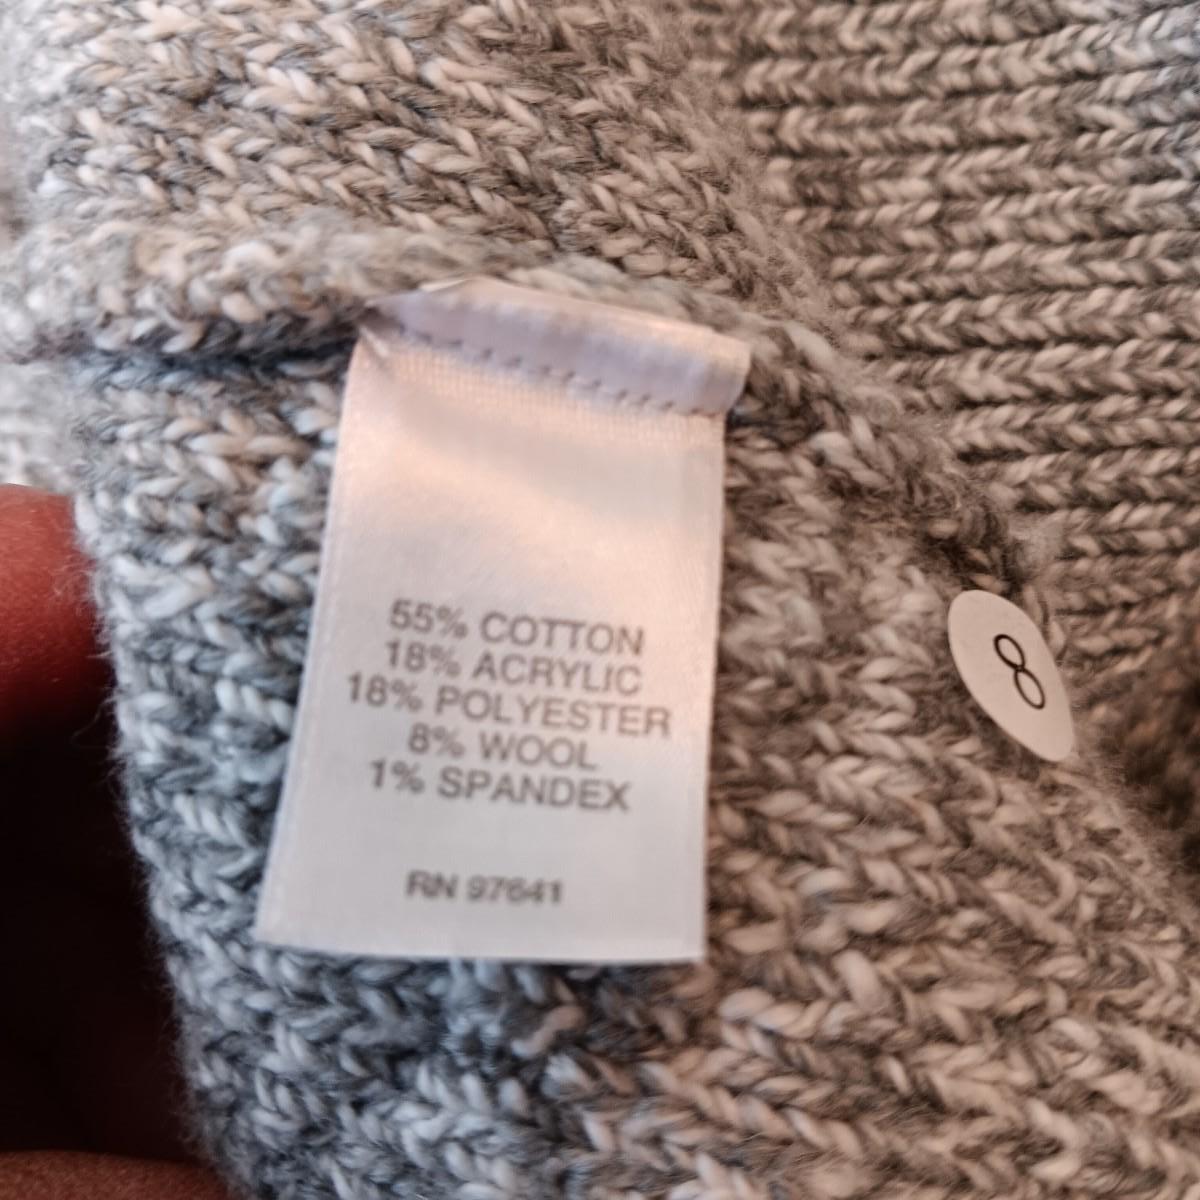 55% COTTON
18% ACRYLIC
18% POLYESTER
8% WOOL
1% SPANDEX
RN 97641
8